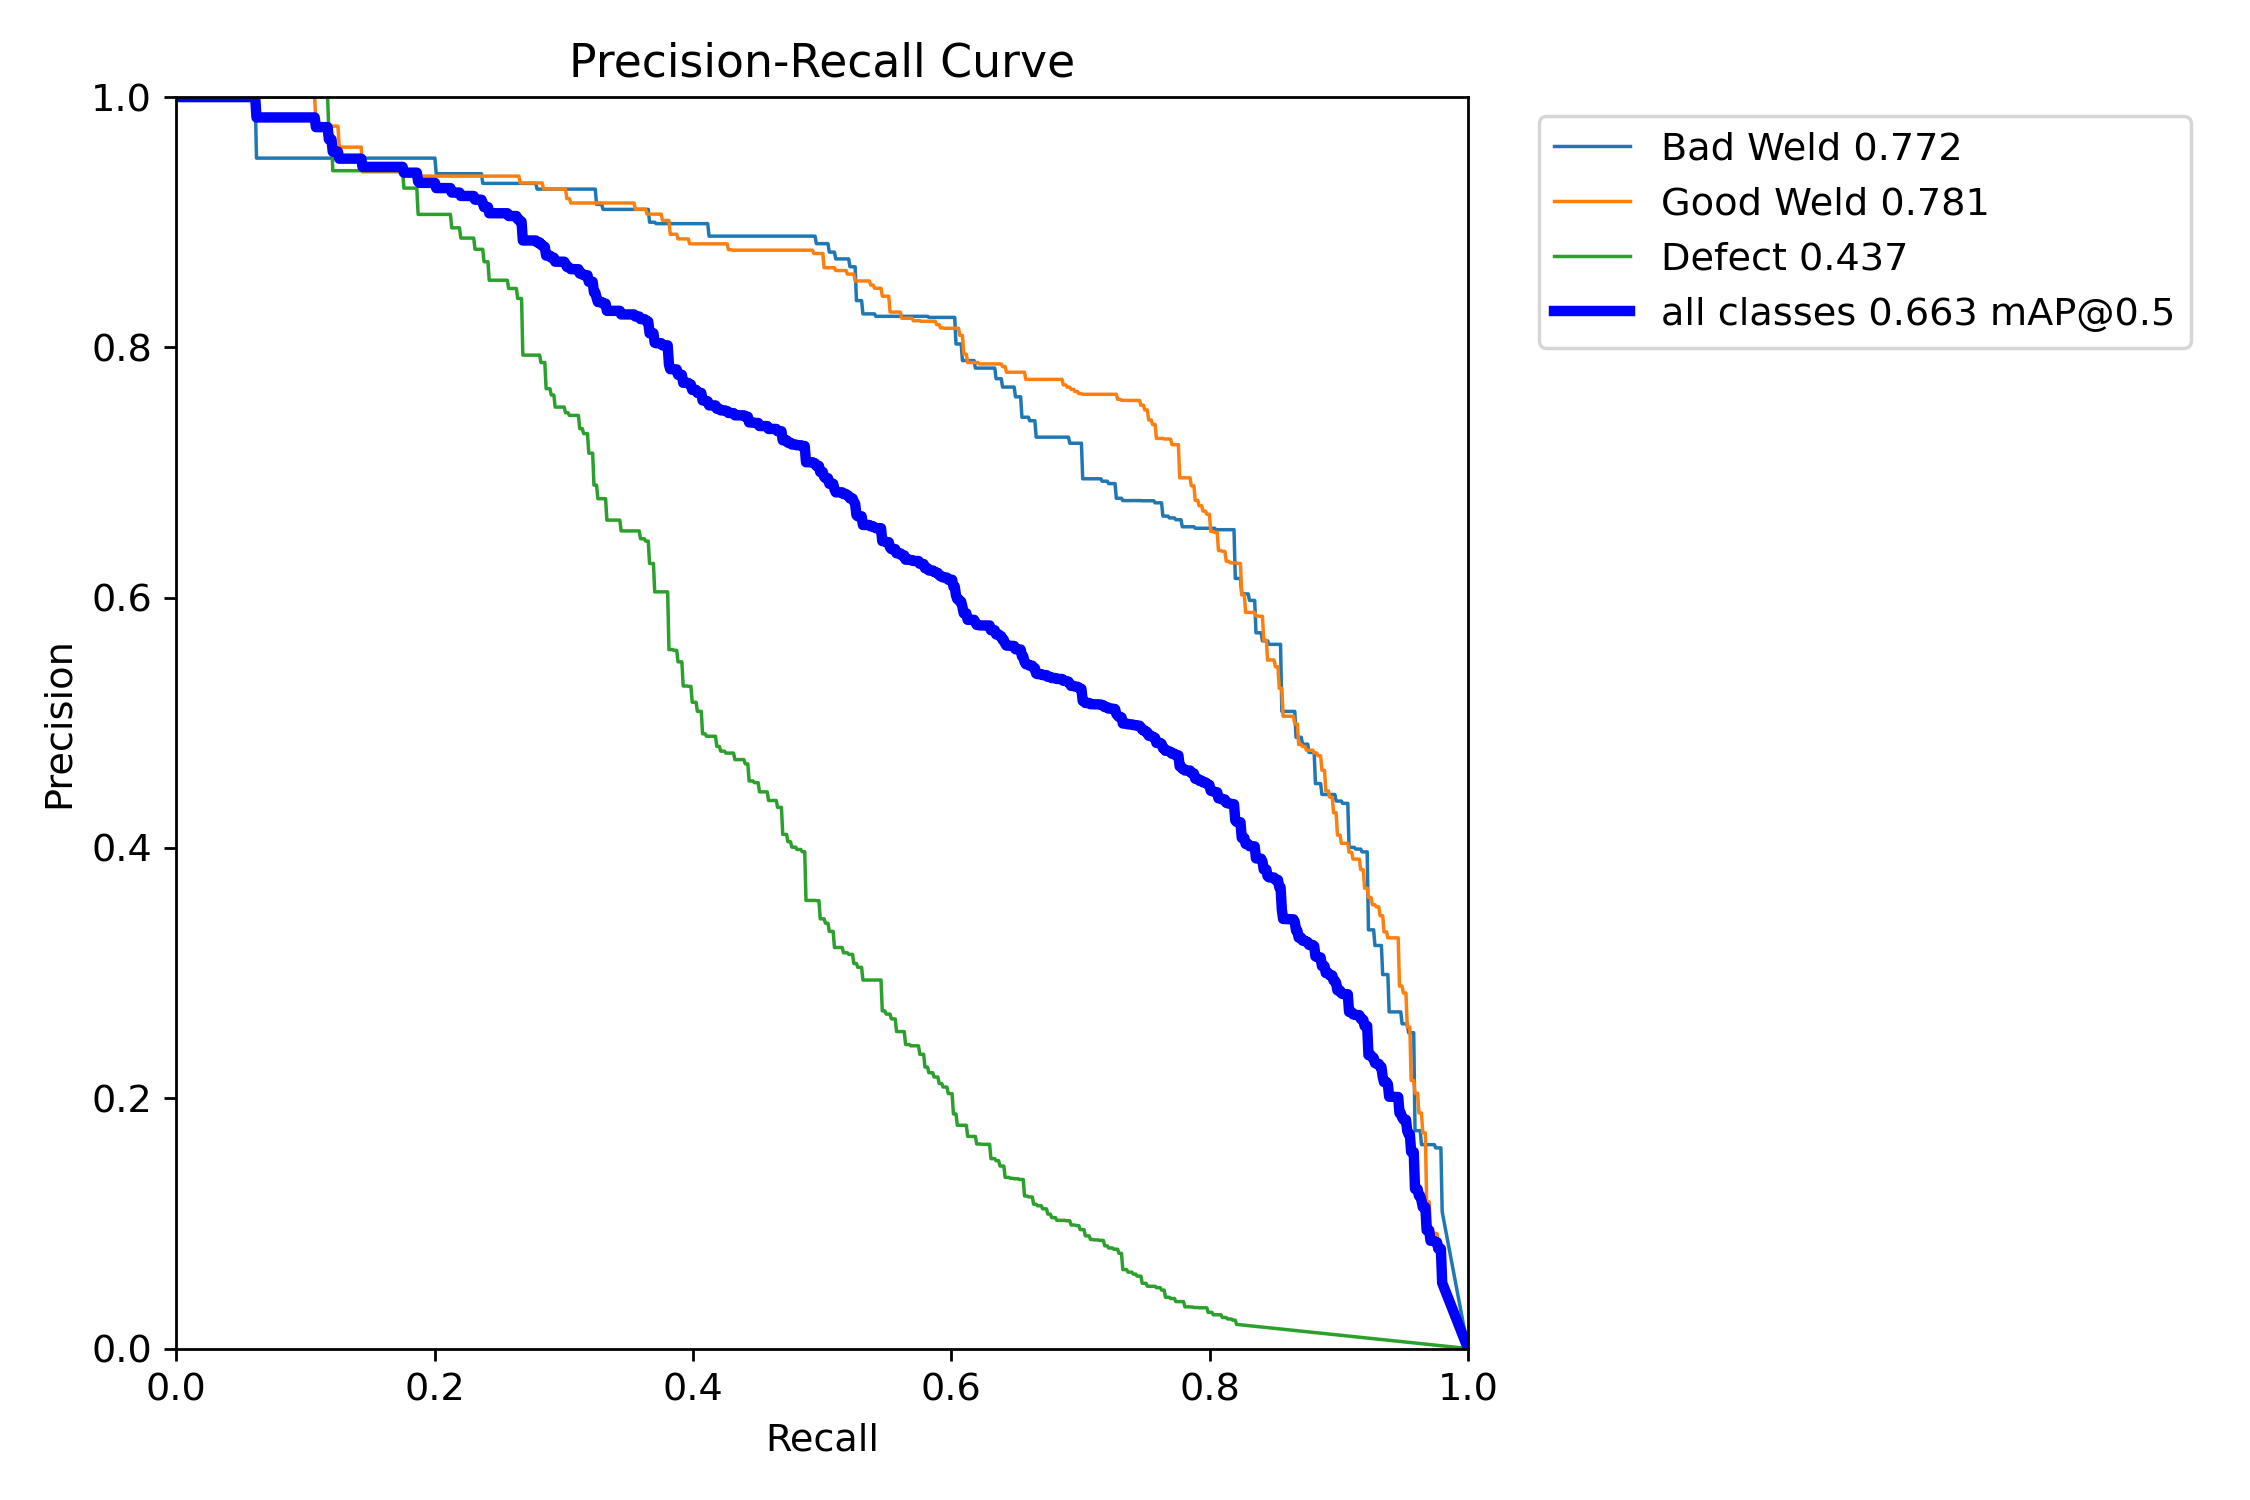 Precision-Recall Curve
1.0
0.8
0.6
0.4
0.2
0.0
Precision
0.0 0.2 0.4 0.6 0.8 1.0
Recall
Bad Weld 0.772
Good Weld 0.781
Defect 0.437
all classes 0.663 mAP@0.5